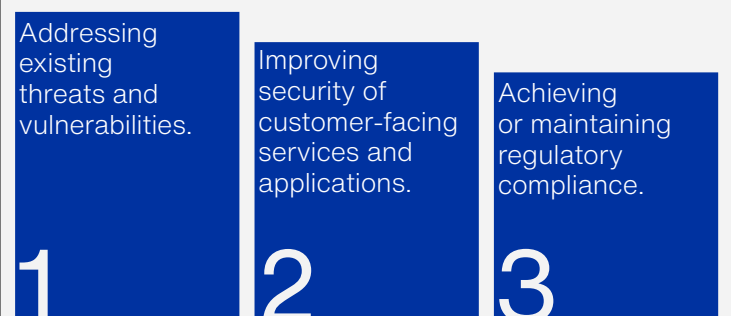 Addressing
existing
threats and
vulnerabilities.
1
Improving
security of
customer-facing
services and
applications.
2
Achieving
or maintaining
regulatory
compliance.
3